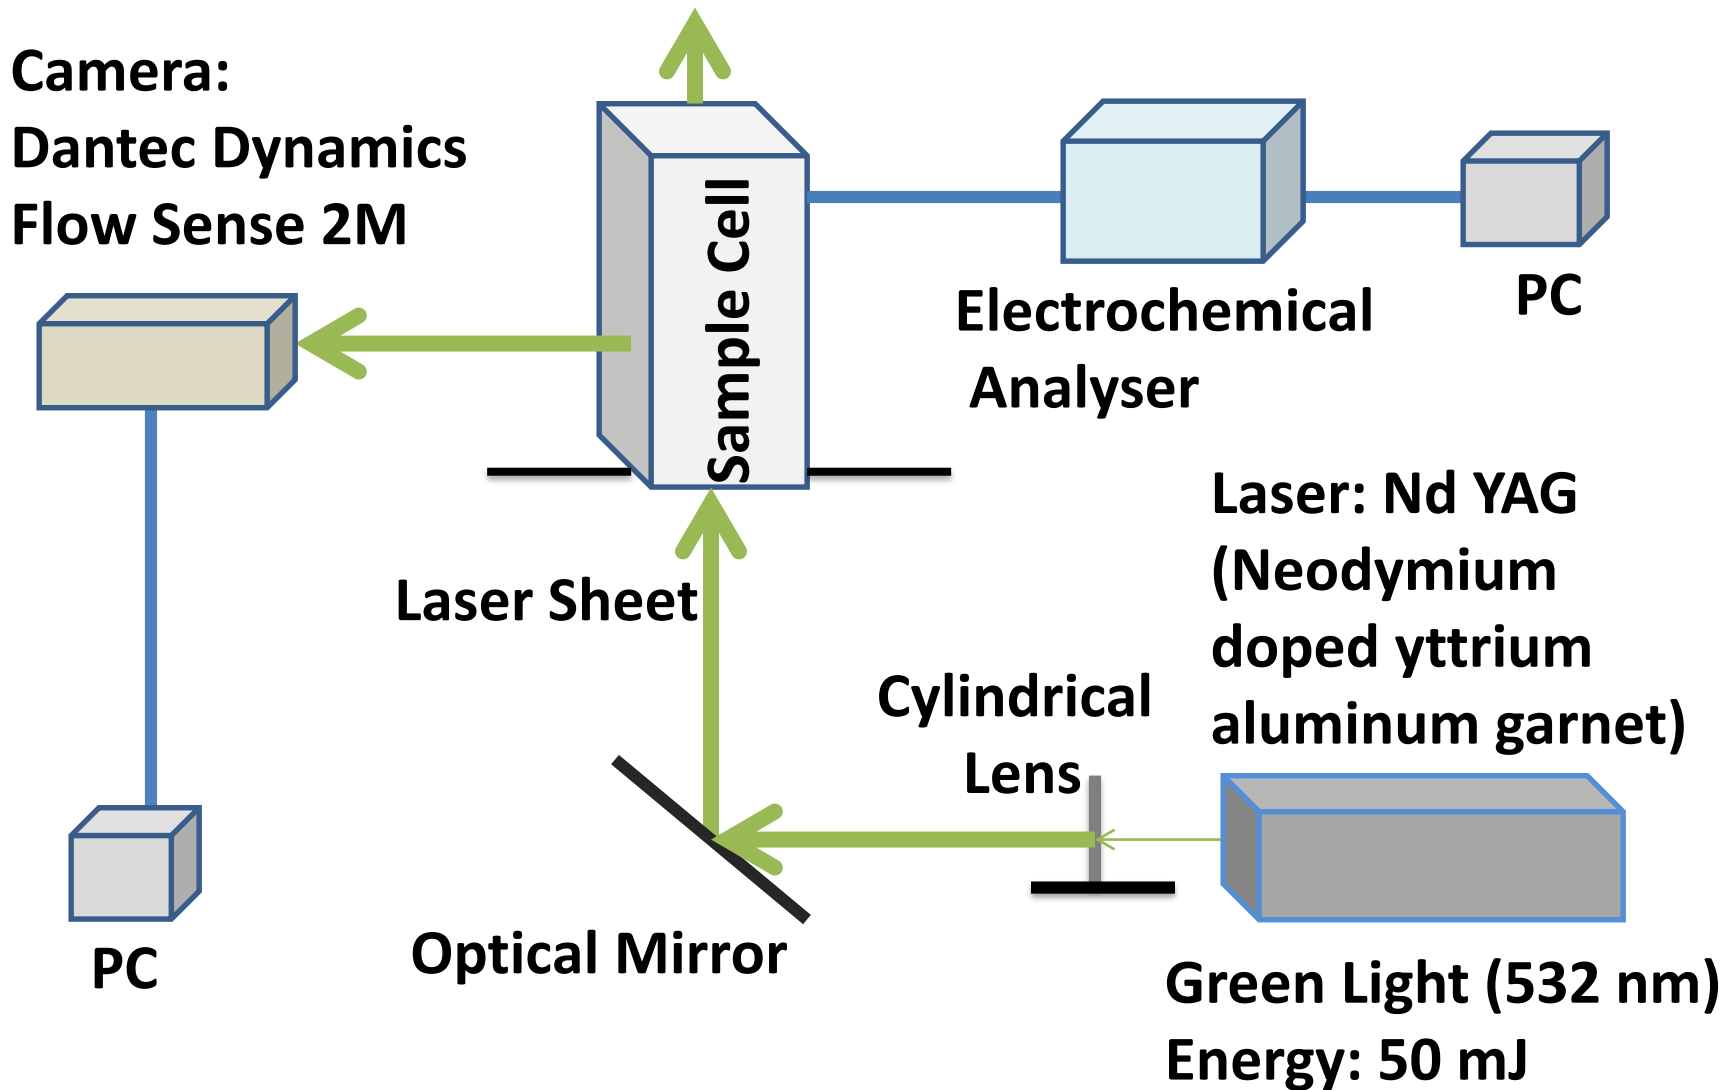 Camera:
Dantec Dynamics
Flow Sense 2M
Sample Cell
Electrochemical
Analyser
PC
Laser: Nd YAG
(Neodymium
doped yttrium
aluminum garnet)
Laser Sheet
Cylindrical
Lens
Optical Mirror
PC
Green Light (532 nm)
Energy: 50 mJ